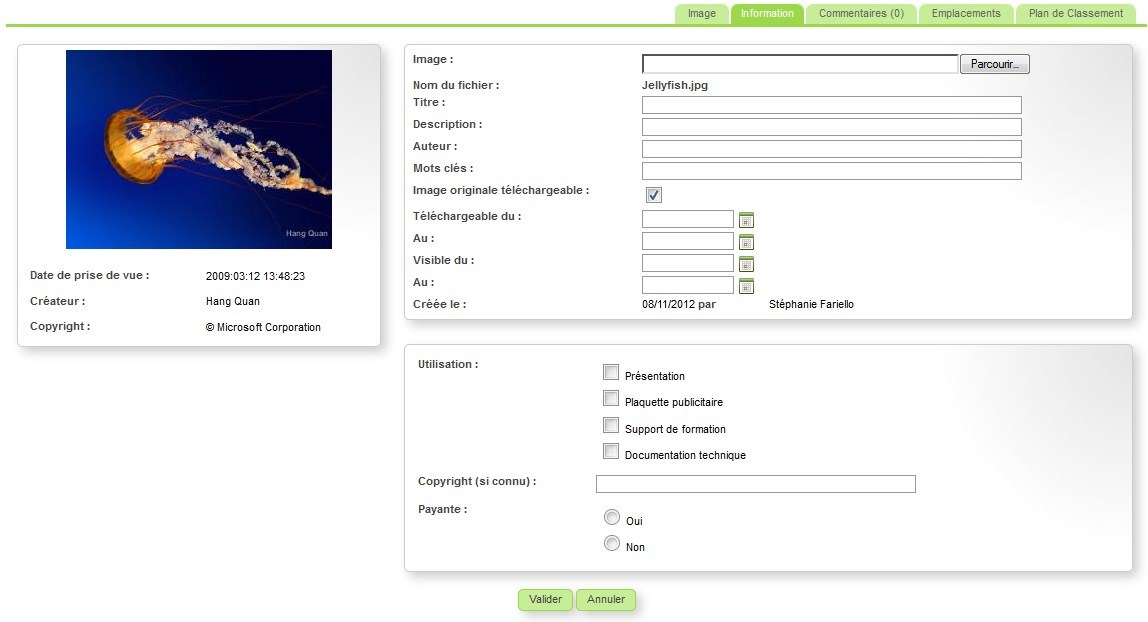 Image Information Commentaires (0) Emplacements Plan de Classement
Hang Quan
Date de prise de vue : 2009:03:12 13:48:23
Créateur : Hang Quan
Copyright : © Microsoft Corporation
Image : Parcourir...
Nom du fichier : Jellyfish.jpg
Titre :
Description :
Auteur :
Mots clés :
Image originale téléchargeable :
Téléchargeable du :
Au :
Visible du :
Au :
Créée le : 08/11/2012 par Stéphanie Fariello
Utilisation :
Présentation
Plaquette publicitaire
Support de formation
Documentation technique
Copyright (si connu) :
Payante :
Oui
Non
Valider Annuler